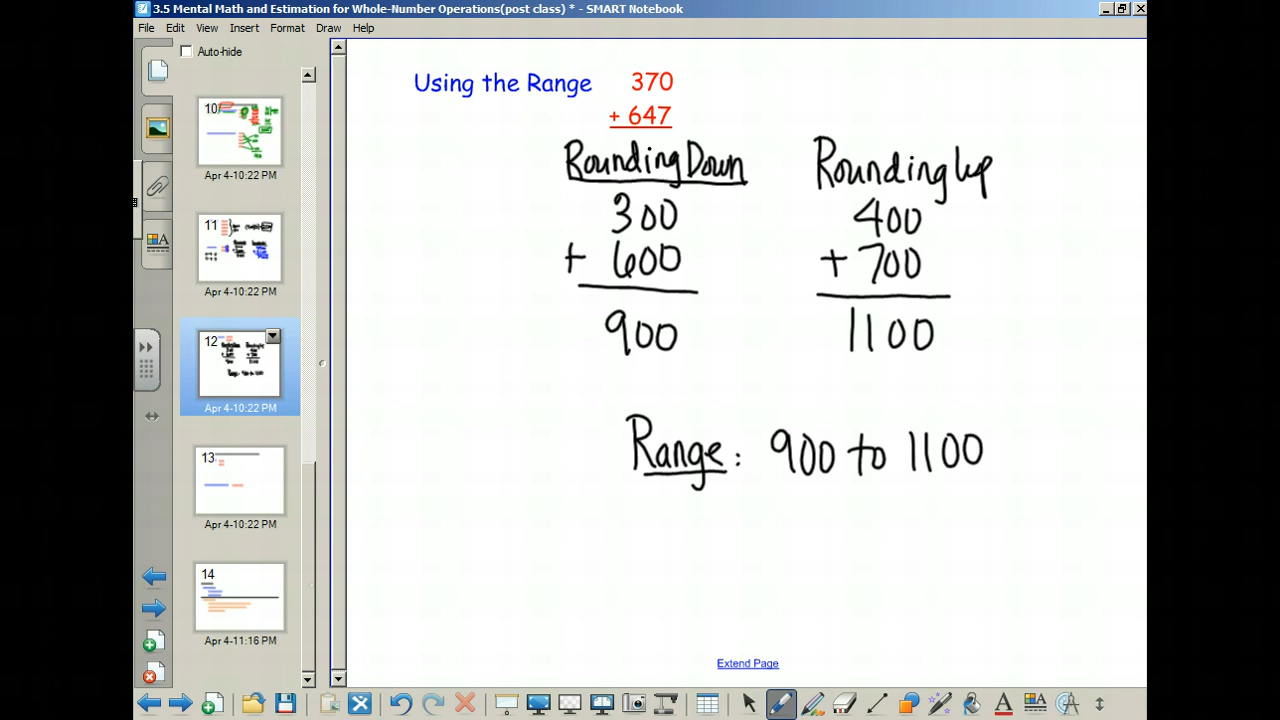 3.5 Mental Math and Estimation for Whole-Number Operations(post class) * - SMART Notebook
File Edit View Insert Format Draw Help
Auto-hide
10
Apr 4-10:22 PM
11
Apr 4-10:22 PM
12
Apr 4-10:22 PM
13
Apr 4-10:22 PM
14
Apr 4-11:16 PM
Using the Range 370
+ 647
Rounding Down Rounding Up
300 400
+ 600 + 700
900 1100
Range: 900 to 1100
Extend Page